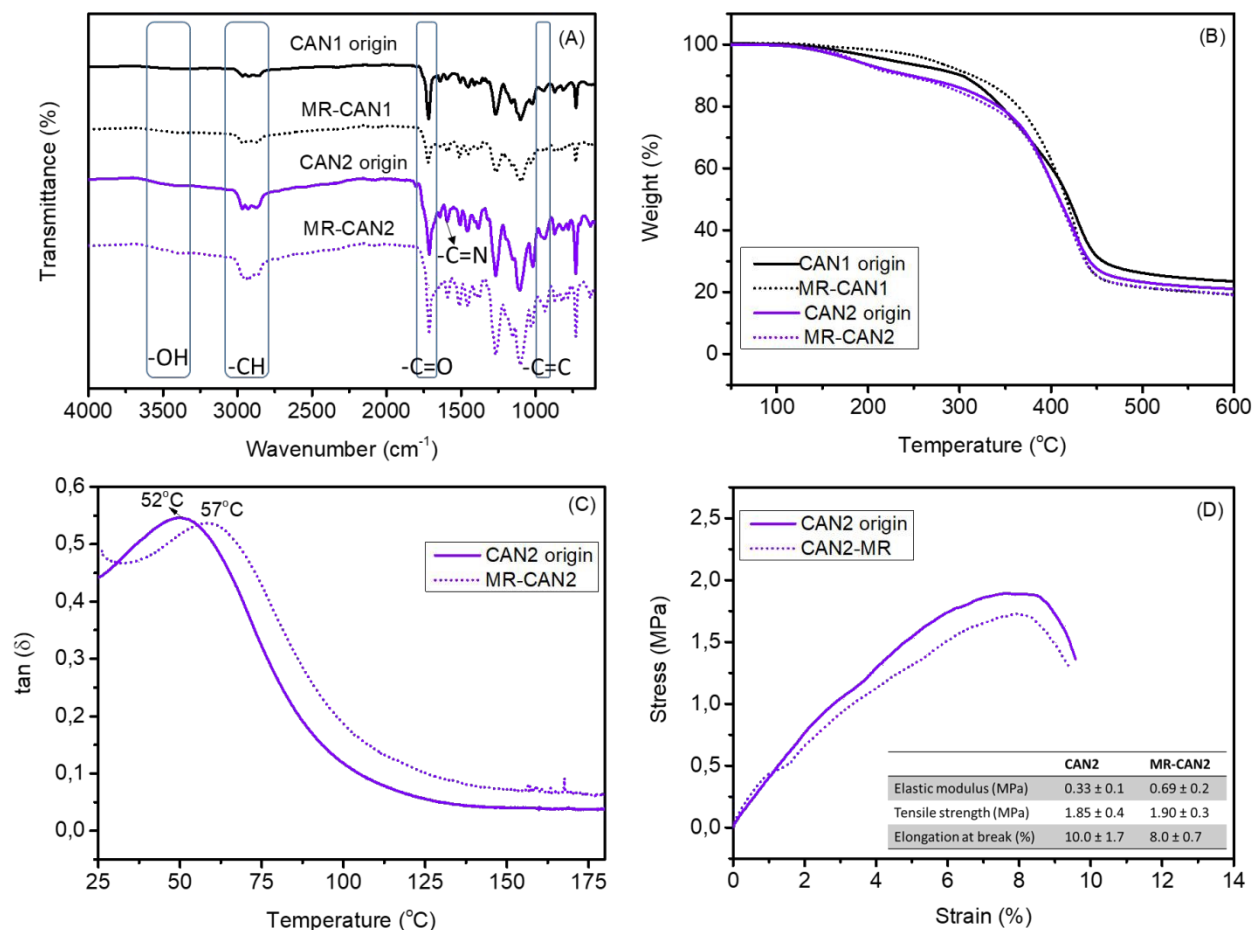 (A)
CAN1 origin
MR-CAN1
CAN2 origin
MR-CAN2
-C=N
-OH
-CH
-C=O
-C=C
Transmittance (%)
4000 3500 3000 2500 2000 1500 1000
Wavenumber (cm-1)
(B)
100
80
60
40
20
0
Weight (%)
CAN1 origin
MR-CAN1
CAN2 origin
MR-CAN2
100 200 300 400 500 600
Temperature (oC)
(C)
0,6
0,5
0,4
0,3
0,2
0,1
0,0
tan (δ)
52oC
57oC
CAN2 origin
MR-CAN2
25 50 75 100 125 150 175
Temperature (oC)
(D)
2,5
2,0
1,5
1,0
0,5
0,0
Stress (MPa)
CAN2 origin
CAN2-MR
CAN2 MR-CAN2
Elastic modulus (MPa) 0.33 ± 0.1 0.69 ± 0.2
Tensile strength (MPa) 1.85 ± 0.4 1.90 ± 0.3
Elongation at break (%) 10.0 ± 1.7 8.0 ± 0.7
0 2 4 6 8 10 12 14
Strain (%)